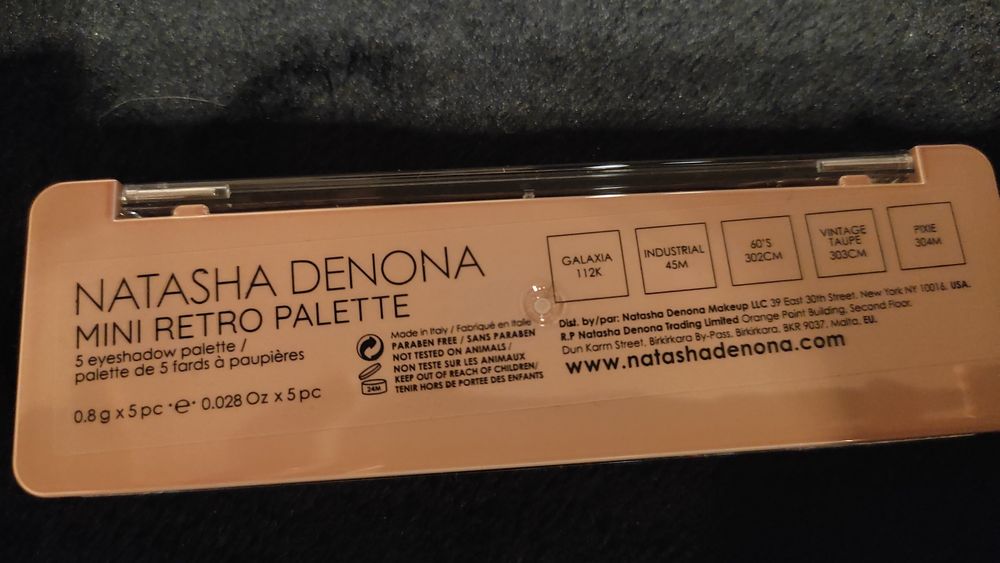 NATASHA DENONA
MINI RETRO PALETTE
5 eyeshadow palette /
palette de 5 fards à paupières
0.8 g x 5 pc · e · 0.028 Oz x 5 pc
Made in Italy / Fabriqué en Italie
PARABEN FREE / SANS PARABEN
NOT TESTED ON ANIMALS /
NON TESTE SUR LES ANIMAUX
KEEP OUT OF REACH OF CHILDREN/
TENIR HORS DE PORTEE DES ENFANTS
24M
GALAXIA
112K
INDUSTRIAL
45M
60'S
302CM
VINTAGE
TAUPE
303CM
PIXIE
304M
Dist. by/par: Natasha Denona Makeup LLC 39 East 30th Street, New York NY 10016, USA.
R.P Natasha Denona Trading Limited Orange Point Building, Second Floor,
Dun Karm Street, Birkirkara By-Pass, Birkirkara, BKR 9037, Malta, EU.
www.natashadenona.com